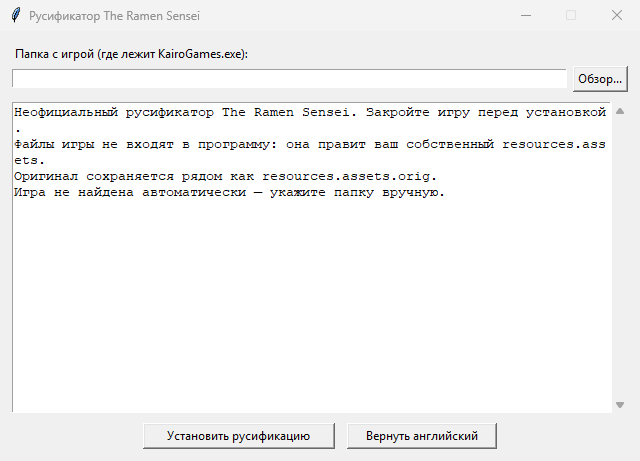 Русификатор The Ramen Sensei
Папка с игрой (где лежит KairoGames.exe):
Обзор...
Неофициальный русификатор The Ramen Sensei. Закройте игру перед установкой
.
Файлы игры не входят в программу: она правит ваш собственный resources.ass
ets.
Оригинал сохраняется рядом как resources.assets.orig.
Игра не найдена автоматически — укажите папку вручную.
Установить русификацию
Вернуть английский